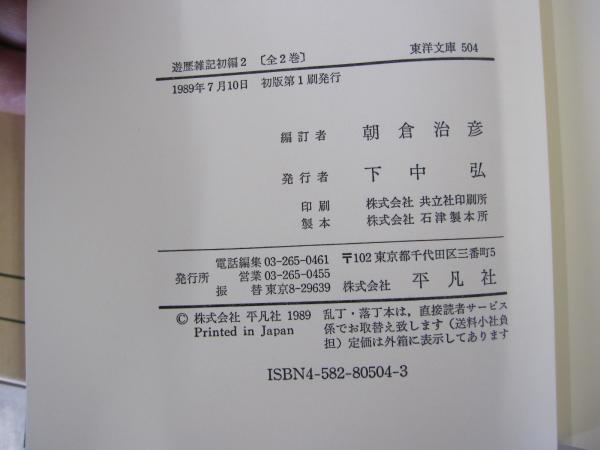 遊歴雑記初編2 〔全2巻〕 東洋文庫 504
1989年7月10日 初版第1刷発行
編訂者 朝倉治彦
発行者 下中弘
印刷 株式会社 共立社印刷所
製本 株式会社 石津製本所
発行所
電話編集 03-265-0461
営業 03-265-0455
振替 東京8-29639
〒102 東京都千代田区三番町5
株式会社 平凡社
© 株式会社 平凡社 1989
Printed in Japan
乱丁・落丁本は,直接読者サービス
係でお取替え致します(送料小社負
担) 定価は外箱に表示してあります
ISBN4-582-80504-3